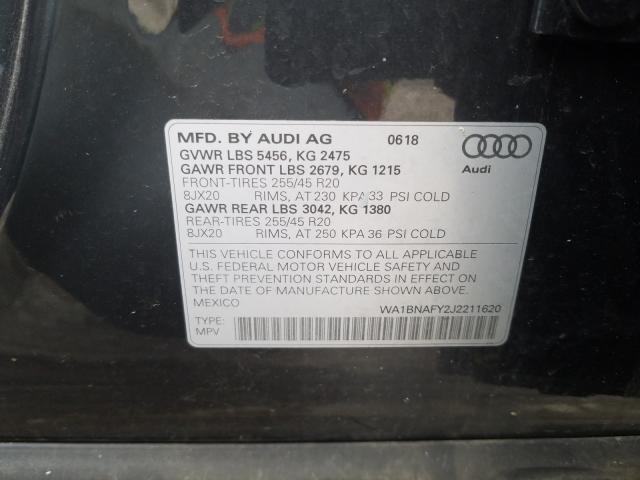 MFD. BY AUDI AG 0618
GVWR LBS 5456, KG 2475
GAWR FRONT LBS 2679, KG 1215
FRONT-TIRES 255/45 R20
8JX20 RIMS, AT 230 KPA 33 PSI COLD
GAWR REAR LBS 3042, KG 1380
REAR-TIRES 255/45 R20
8JX20 RIMS, AT 250 KPA 36 PSI COLD
Audi
THIS VEHICLE CONFORMS TO ALL APPLICABLE
U.S. FEDERAL MOTOR VEHICLE SAFETY AND
THEFT PREVENTION STANDARDS IN EFFECT ON
THE DATE OF MANUFACTURE SHOWN ABOVE.
MEXICO
WA1BNAFY2J2211620
TYPE:
MPV